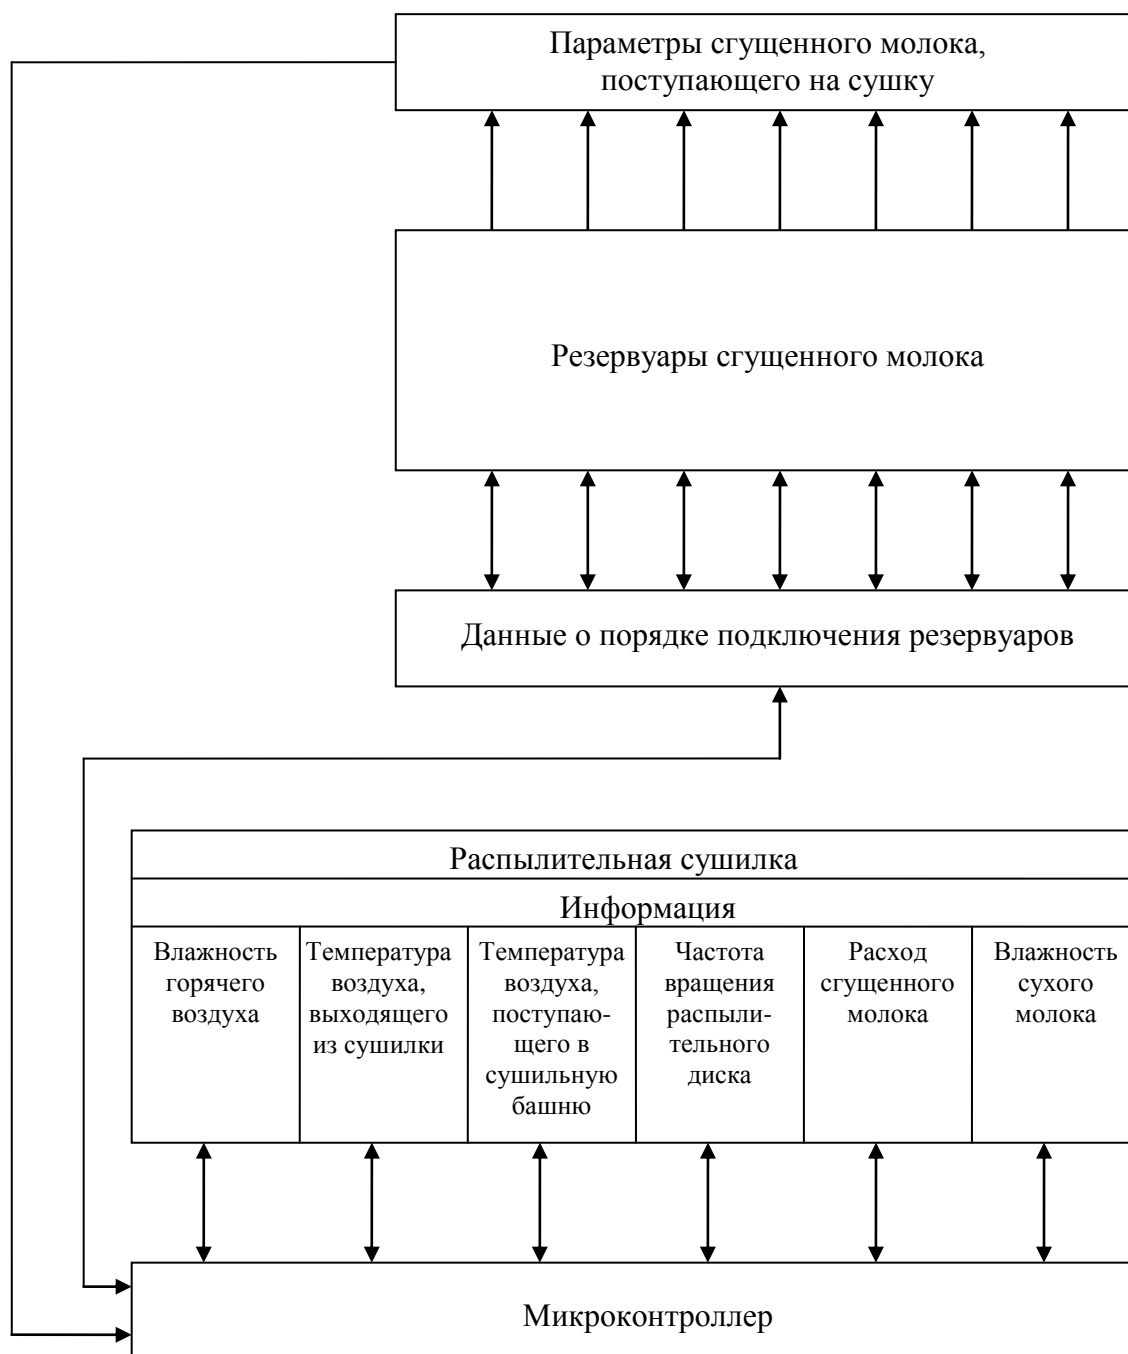 Параметры сгущенного молока,
поступающего на сушку
Резервуары сгущенного молока
Данные о порядке подключения резервуаров
Распылительная сушилка
Информация
Влажность
горячего
воздуха
Температура
воздуха,
выходящего
из сушилки
Температура
воздуха,
поступаю-
щего в
сушильную
башню
Частота
вращения
распыли-
тельного
диска
Расход
сгущенного
молока
Влажность
сухого
молока
Микроконтроллер